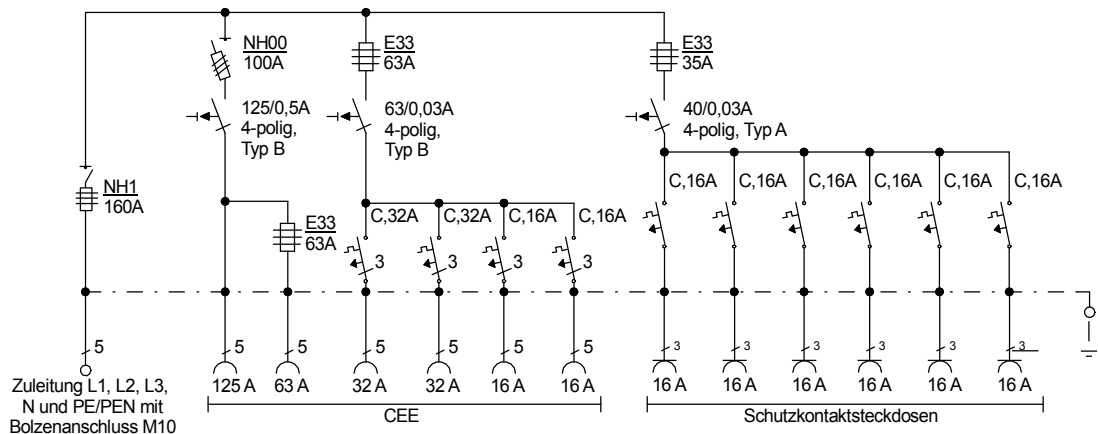 NH00
100A
E33
63A
E33
35A
125/0,5A
4-polig,
Typ B
63/0,03A
4-polig,
Typ B
40/0,03A
4-polig, Typ A
NH1
160A
E33
63A
C,32A
C,32A
C,16A
C,16A
C,16A
C,16A
C,16A
C,16A
C,16A
C,16A
3
3
3
3
5
5
5
5
5
5
5
3
3
3
3
3
3
125 A
63 A
32 A
32 A
16 A
16 A
16 A
16 A
16 A
16 A
16 A
16 A
Zuleitung L1, L2, L3,
N und PE/PEN mit
Bolzenanschluss M10
CEE
Schutzkontaktsteckdosen